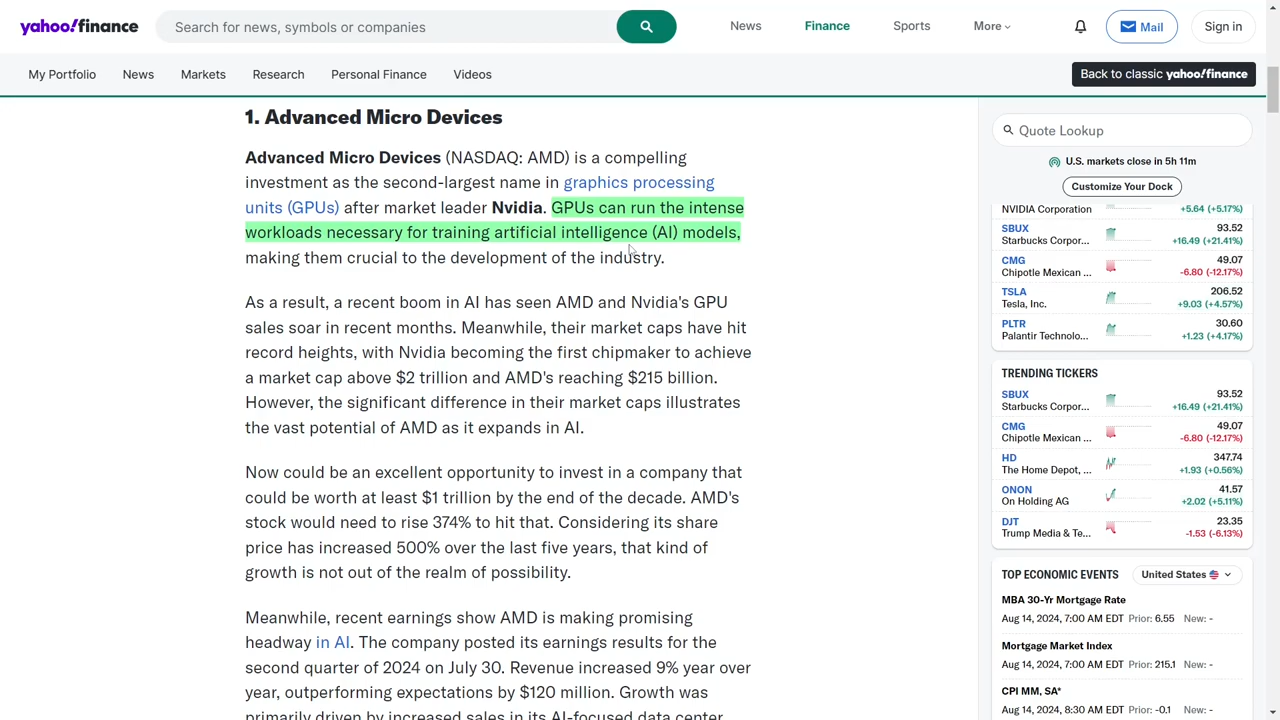 yahoo!finance
Search for news, symbols or companies
News
Finance
Sports
More
Mail
Sign in
My Portfolio
News
Markets
Research
Personal Finance
Videos
Back to classic yahoo!finance
1. Advanced Micro Devices
Advanced Micro Devices (NASDAQ: AMD) is a compelling
investment as the second-largest name in graphics processing
units (GPUs) after market leader Nvidia. GPUs can run the intense
workloads necessary for training artificial intelligence (AI) models,
making them crucial to the development of the industry.
As a result, a recent boom in AI has seen AMD and Nvidia's GPU
sales soar in recent months. Meanwhile, their market caps have hit
record heights, with Nvidia becoming the first chipmaker to achieve
a market cap above $2 trillion and AMD's reaching $215 billion.
However, the significant difference in their market caps illustrates
the vast potential of AMD as it expands in AI.
Now could be an excellent opportunity to invest in a company that
could be worth at least $1 trillion by the end of the decade. AMD's
stock would need to rise 374% to hit that. Considering its share
price has increased 500% over the last five years, that kind of
growth is not out of the realm of possibility.
Meanwhile, recent earnings show AMD is making promising
headway in AI. The company posted its earnings results for the
second quarter of 2024 on July 30. Revenue increased 9% year over
year, outperforming expectations by $120 million. Growth was
primarily driven by increased sales in its AI-focused data center
Quote Lookup
U.S. markets close in 5h 11m
Customize Your Dock
NVIDIA Corporation +5.64 (+5.17%)
SBUX 93.52
Starbucks Corpor... +16.49 (+21.41%)
CMG 49.07
Chipotle Mexican ... -6.80 (-12.17%)
TSLA 206.52
Tesla, Inc. +9.03 (+4.57%)
PLTR 30.60
Palantir Technolo... +1.23 (+4.17%)
TRENDING TICKERS
SBUX 93.52
Starbucks Corpor... +16.49 (+21.41%)
CMG 49.07
Chipotle Mexican ... -6.80 (-12.17%)
HD 347.74
The Home Depot, ... +1.93 (+0.56%)
ONON 41.57
On Holding AG +2.02 (+5.11%)
DJT 23.35
Trump Media & Te... -1.53 (-6.13%)
TOP ECONOMIC EVENTS
United States
MBA 30-Yr Mortgage Rate
Aug 14, 2024, 7:00 AM EDT Prior: 6.55 New: -
Mortgage Market Index
Aug 14, 2024, 7:00 AM EDT Prior: 215.1 New: -
CPI MM, SA*
Aug 14, 2024, 8:30 AM EDT Prior: -0.1 New: -